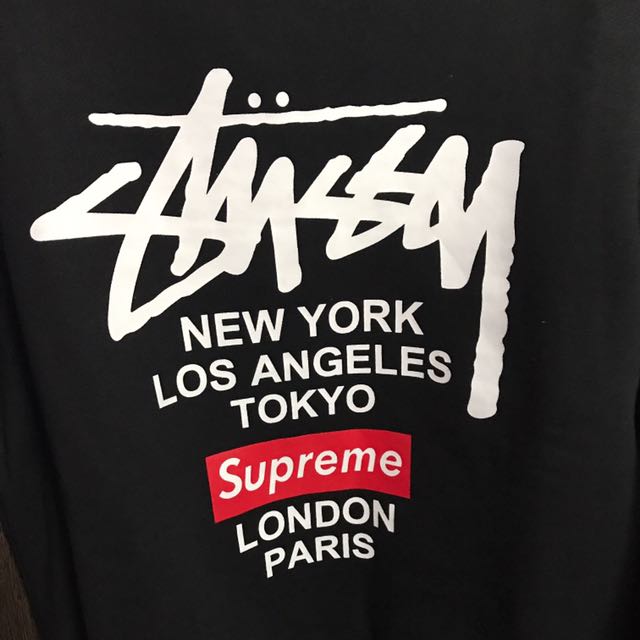 Stüssy
NEW YORK
LOS ANGELES
TOKYO
Supreme
LONDON
PARIS